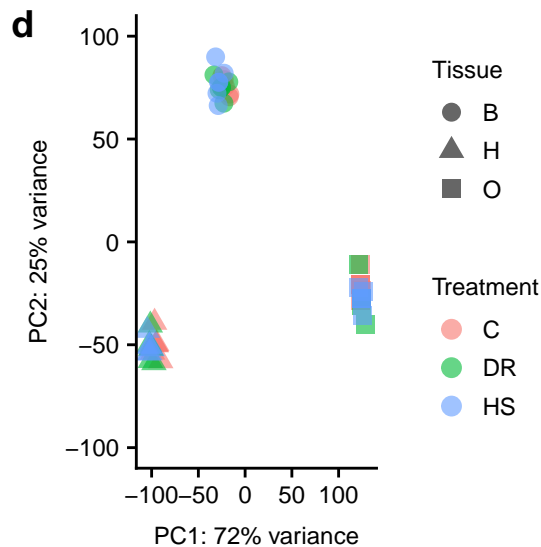 d
100
50
0
−50
−100
PC2: 25% variance
−100
−50
0
50
100
PC1: 72% variance
Tissue
B
H
O
Treatment
C
DR
HS